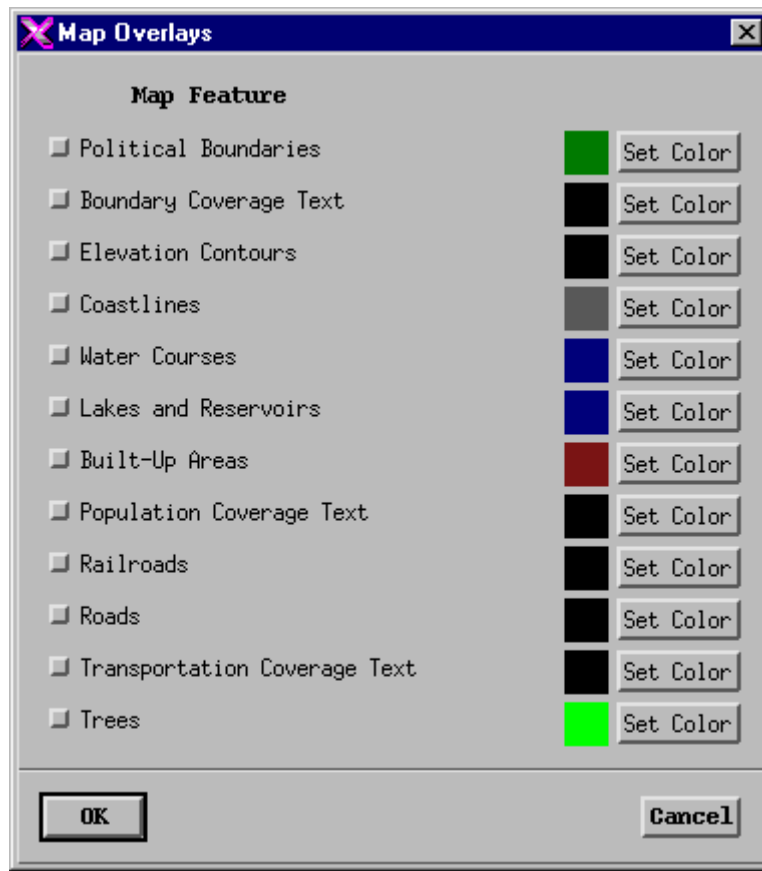 Map Overlays
Map Feature
Political Boundaries Set Color
Boundary Coverage Text Set Color
Elevation Contours Set Color
Coastlines Set Color
Water Courses Set Color
Lakes and Reservoirs Set Color
Built-Up Areas Set Color
Population Coverage Text Set Color
Railroads Set Color
Roads Set Color
Transportation Coverage Text Set Color
Trees Set Color
OK Cancel